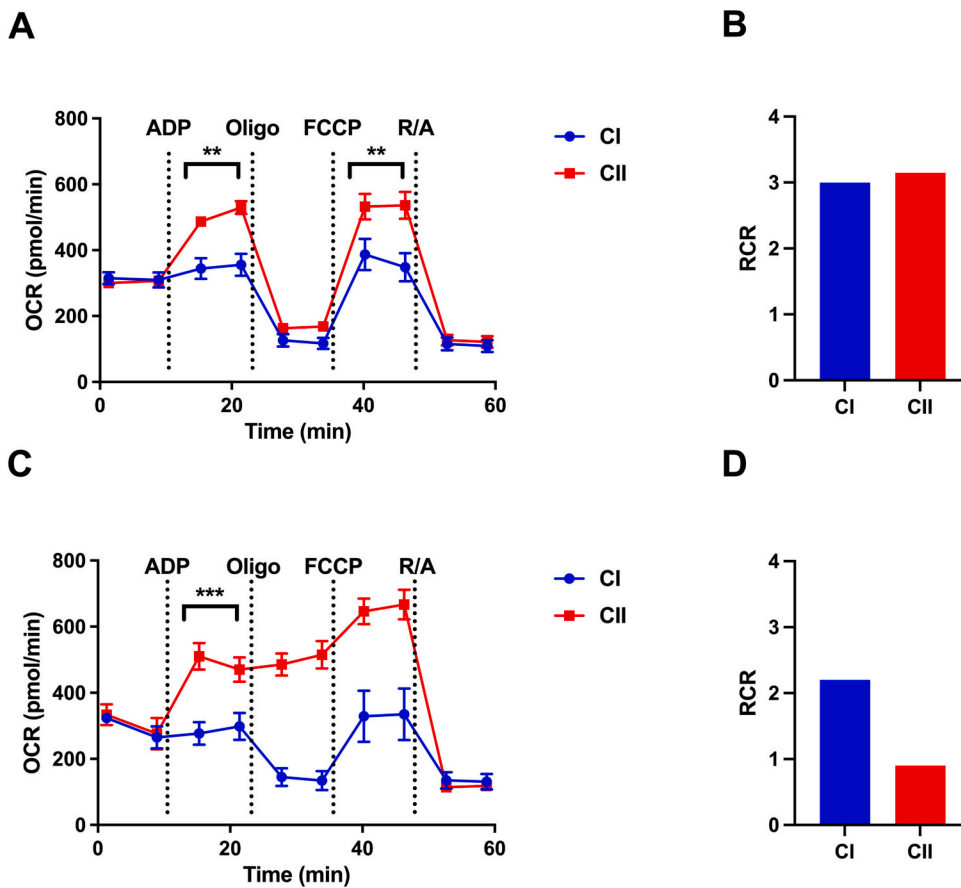 A
B
ADP Oligo FCCP R/A
** **
CI
CII
OCR (pmol/min)
800
600
400
200
0
0 20 40 60
Time (min)
RCR
4
3
2
1
0
CI CII
C
D
ADP Oligo FCCP R/A
***
CI
CII
OCR (pmol/min)
800
600
400
200
0
0 20 40 60
Time (min)
RCR
4
3
2
1
0
CI CII